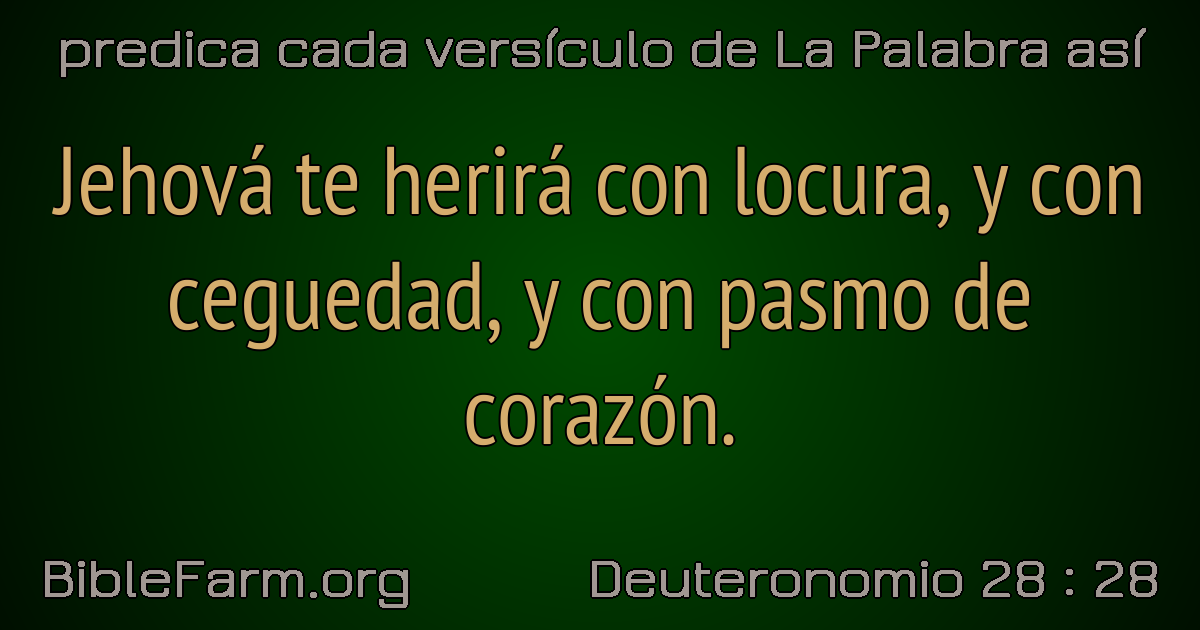 predica cada versículo de La Palabra así
Jehová te herirá con locura, y con
ceguedad, y con pasmo de
corazón.
BibleFarm.org
Deuteronomio 28 : 28